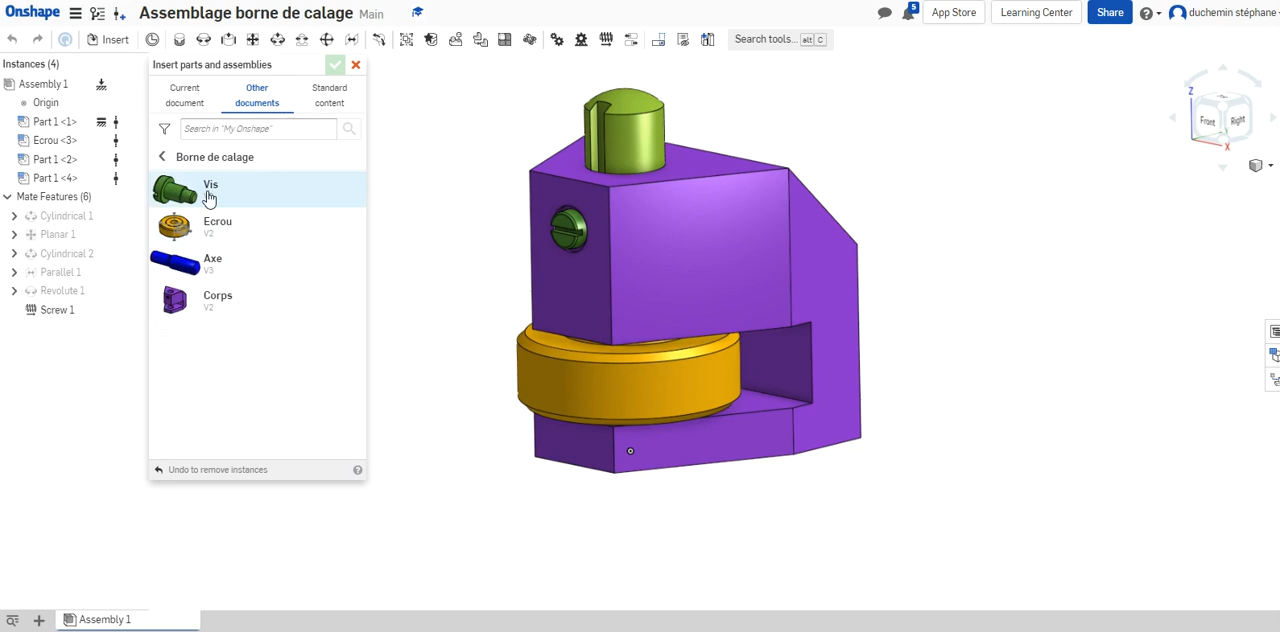 Onshape Assemblage borne de calage Main 5 App Store Learning Center Share duchemin stéphane
Insert Search tools... alt C
Instances (4)
Assembly 1
Origin
Part 1 <1>
Ecrou <3>
Part 1 <2>
Part 1 <4>
Mate Features (6)
Cylindrical 1
Planar 1
Cylindrical 2
Parallel 1
Revolute 1
Screw 1
Insert parts and assemblies
Current document
Other documents
Standard content
Search in "My Onshape"
Borne de calage
Vis
Ecrou
V2
Axe
V3
Corps
V2
Undo to remove instances
Z
Front Right
X
Assembly 1